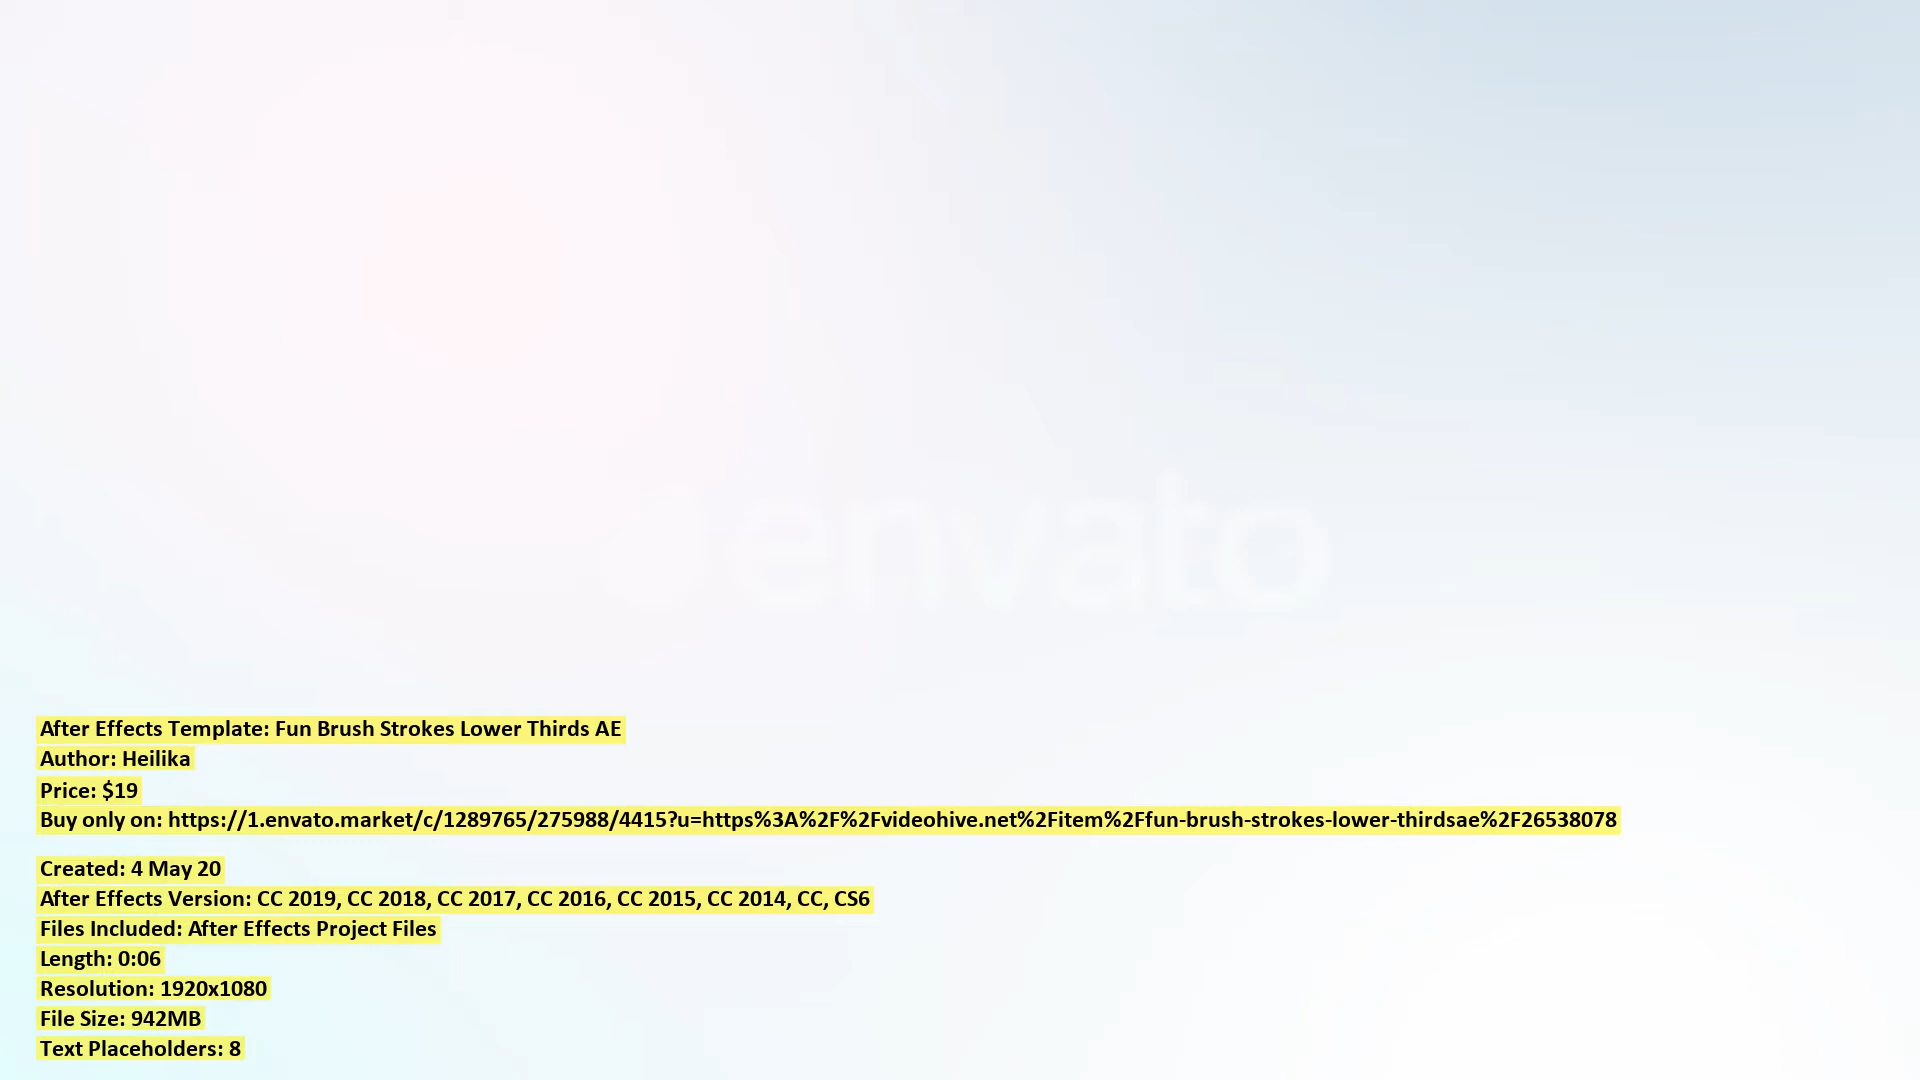 envato
After Effects Template: Fun Brush Strokes Lower Thirds AE
Author: Heilika
Price: $19
Buy only on: https://1.envato.market/c/1289765/275988/4415?u=https%3A%2F%2Fvideohive.net%2Fitem%2Ffun-brush-strokes-lower-thirdsae%2F26538078
Created: 4 May 20
After Effects Version: CC 2019, CC 2018, CC 2017, CC 2016, CC 2015, CC 2014, CC, CS6
Files Included: After Effects Project Files
Length: 0:06
Resolution: 1920x1080
File Size: 942MB
Text Placeholders: 8